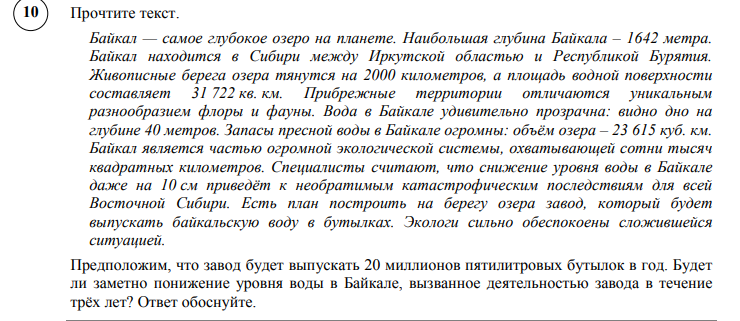 10 Прочтите текст.
Байкал — самое глубокое озеро на планете. Наибольшая глубина Байкала – 1642 метра.
Байкал находится в Сибири между Иркутской областью и Республикой Бурятия.
Живописные берега озера тянутся на 2000 километров, а площадь водной поверхности
составляет 31 722 кв. км. Прибрежные территории отличаются уникальным
разнообразием флоры и фауны. Вода в Байкале удивительно прозрачна: видно дно на
глубине 40 метров. Запасы пресной воды в Байкале огромны: объём озера – 23 615 куб. км.
Байкал является частью огромной экологической системы, охватывающей сотни тысяч
квадратных километров. Специалисты считают, что снижение уровня воды в Байкале
даже на 10 см приведёт к необратимым катастрофическим последствиям для всей
Восточной Сибири. Есть план построить на берегу озера завод, который будет
выпускать байкальскую воду в бутылках. Экологи сильно обеспокоены сложившейся
ситуацией.
Предположим, что завод будет выпускать 20 миллионов пятилитровых бутылок в год. Будет
ли заметно понижение уровня воды в Байкале, вызванное деятельностью завода в течение
трёх лет? Ответ обоснуйте.